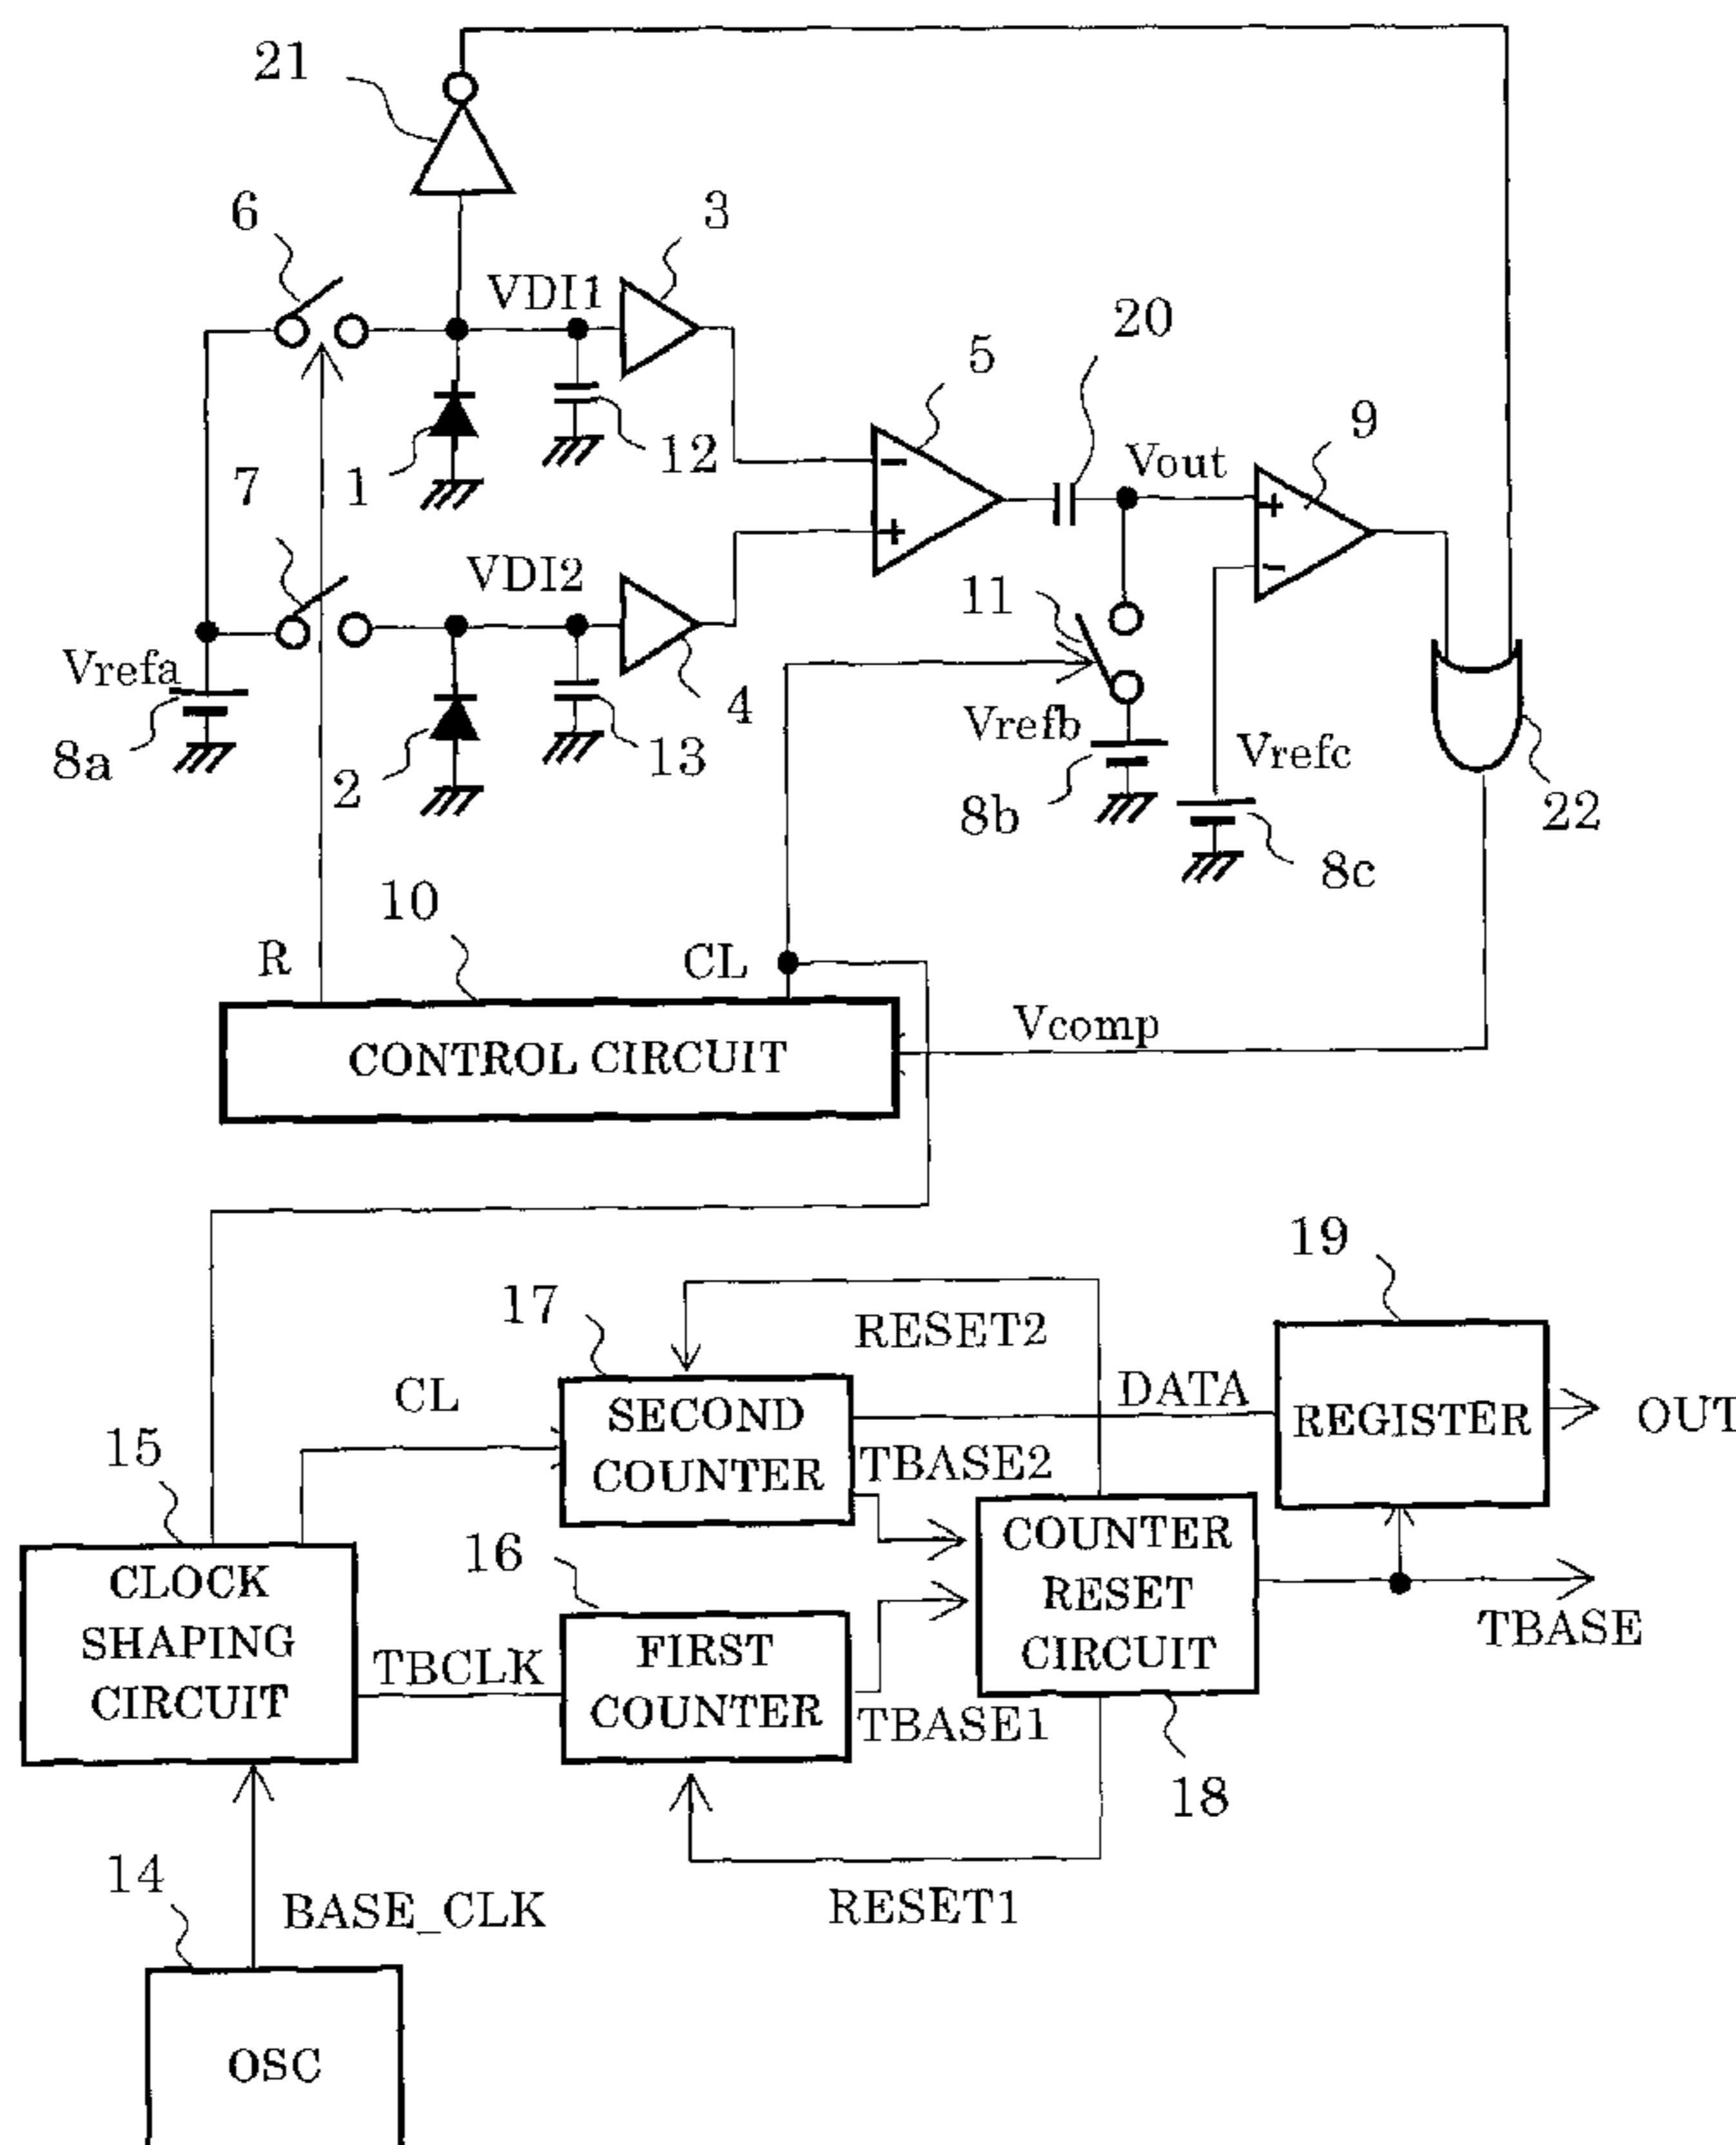 21
6
3
VDI1
20
5
7
1
12
Vout
9
VDI2
11
Vrefa
4
Vrefb
Vrefc
8a
2
13
8b
22
8c
10
R
CL
CONTROL CIRCUIT
Vcomp
19
17
RESET2
CL
SECOND
COUNTER
DATA
REGISTER
OUT
15
TBASE2
16
CLOCK
SHAPING
CIRCUIT
COUNTER
RESET
CIRCUIT
TBCLK
FIRST
COUNTER
TBASE
TBASE1
18
14
BASE_CLK
RESET1
OSC